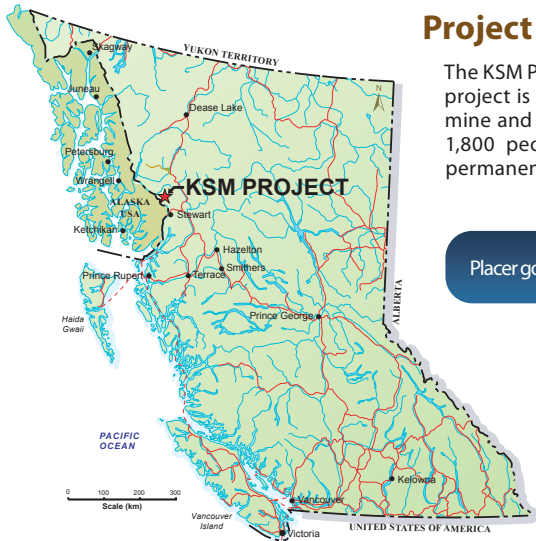 Project
The KSM P
project is
mine and
1,800 peo
permanen
Placer go
YUKON TERRITORY
Skagway
N
Juneau
Dease Lake
Petersburg
Wrangell
KSM PROJECT
ALASKA
USA
Stewart
Ketchikan
Hazelton
Smithers
Prince Rupert
Terrace
Haida
Gwaii
Prince George
ALBERTA
PACIFIC
OCEAN
Kelowna
0 100 200 300
Scale (km)
Vancouver
Vancouver
Island
Victoria
UNITED STATES OF AMERICA